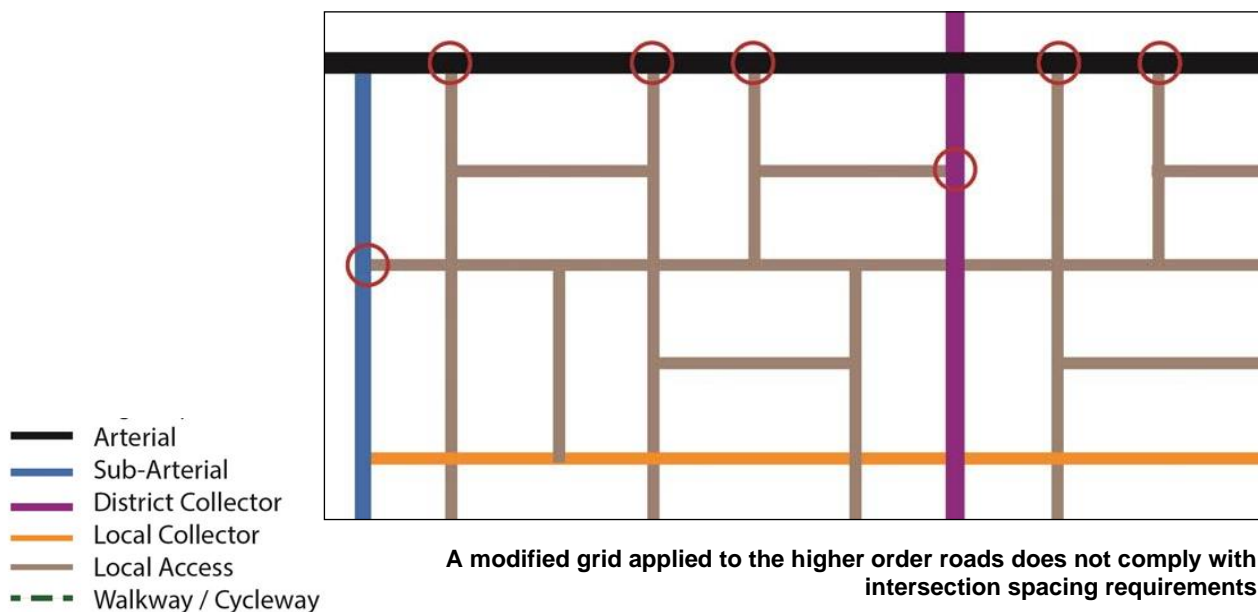 Arterial
Sub-Arterial
District Collector
Local Collector
Local Access
Walkway / Cycleway
A modified grid applied to the higher order roads does not comply with
intersection spacing requirements